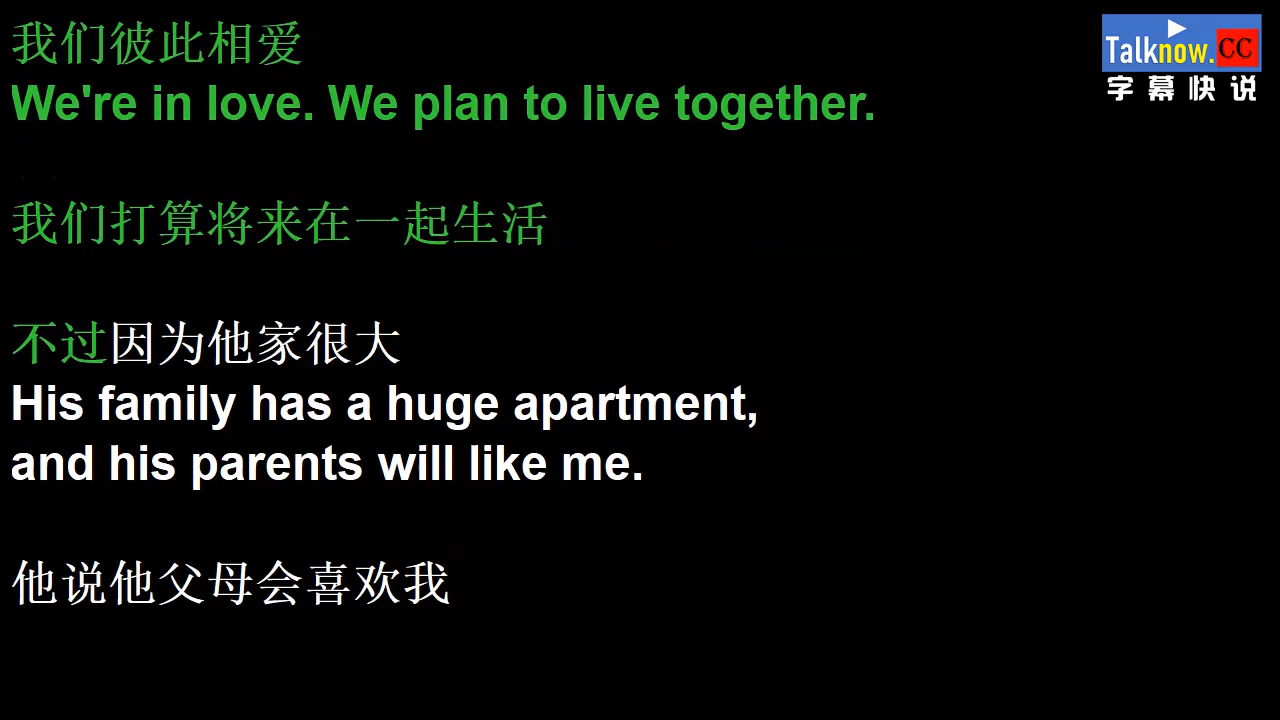 我们彼此相爱
We're in love. We plan to live together.
我们打算将来在一起生活
不过因为他家很大
His family has a huge apartment,
and his parents will like me.
他说他父母会喜欢我
Talknow.CC
字幕快说